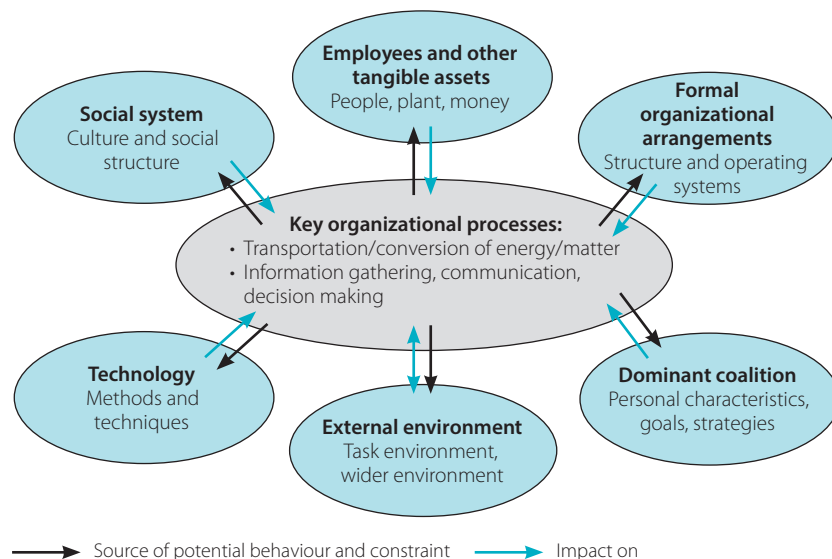 Employees and other
tangible assets
People, plant, money
Social system
Culture and social
structure
Formal
organizational
arrangements
Structure and operating
systems
Key organizational processes:
• Transportation/conversion of energy/matter
• Information gathering, communication,
decision making
Technology
Methods and
techniques
External environment
Task environment,
wider environment
Dominant coalition
Personal characteristics,
goals, strategies
Source of potential behaviour and constraint
Impact on